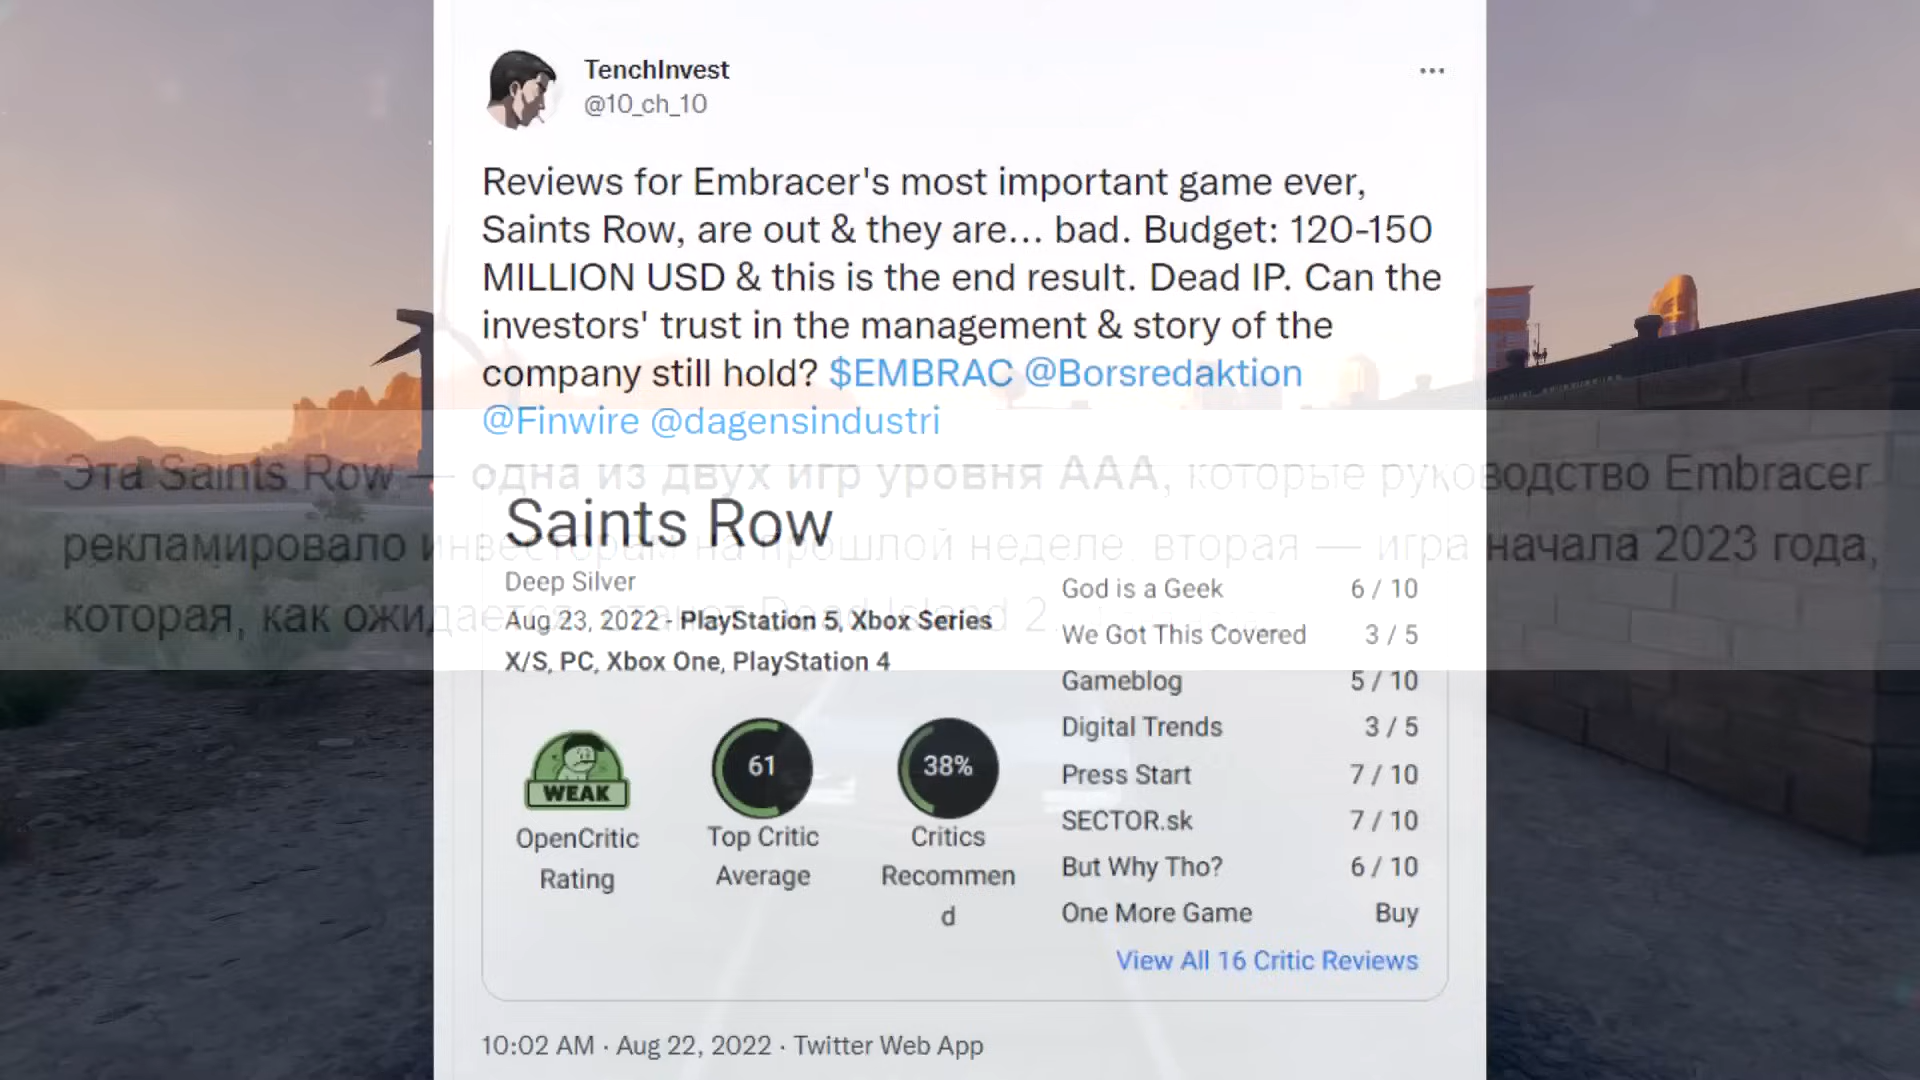 TenchInvest
@10_ch_10
Reviews for Embracer's most important game ever,
Saints Row, are out & they are... bad. Budget: 120-150
MILLION USD & this is the end result. Dead IP. Can the
investors' trust in the management & story of the
company still hold? $EMBRAC @Borsredaktion
@Finwire @dagensindustri
Эта Saints Row — одна из двух игр уровня ААА, которые руководство Embracer
рекламировало инвесторам на прошлой неделе, вторая — игра начала 2023 года,
которая, как ожидается, станет Dead Island 2.
Saints Row
Deep Silver
Aug 23, 2022 - PlayStation 5, Xbox Series
X/S, PC, Xbox One, PlayStation 4
WEAK
OpenCritic
Rating
61
Top Critic
Average
38%
Critics
Recommen
d
God is a Geek 6 / 10
We Got This Covered 3 / 5
Gameblog 5 / 10
Digital Trends 3 / 5
Press Start 7 / 10
SECTOR.sk 7 / 10
But Why Tho? 6 / 10
One More Game Buy
View All 16 Critic Reviews
10:02 AM · Aug 22, 2022 · Twitter Web App